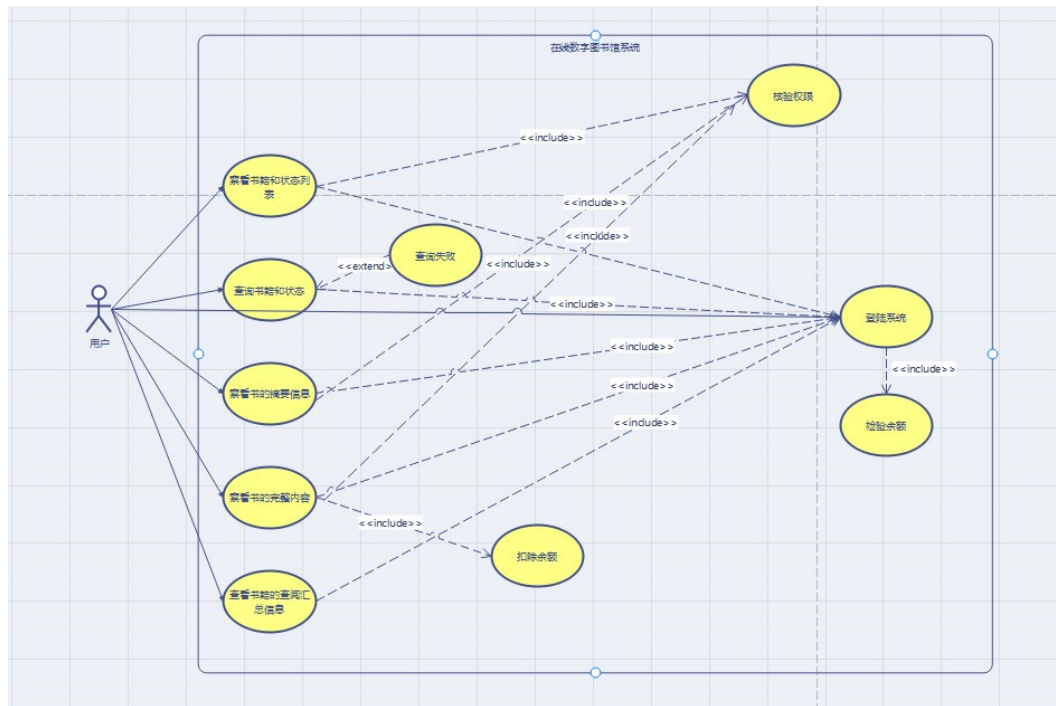 在线数字图书馆系统
核验权限
<<include>>
察看书籍和状态列
表
<<include>>
<<include>>
查询失败
<<extend>
<<include>>
查询书籍和状态
<<include>>
登陆系统
用户
<<include>>
<<include>>
察看书的摘要信息
<<include>>
<<include>>
检验余额
察看书的完整内容
<<include>>
扣除余额
查看书籍的查阅汇
总信息